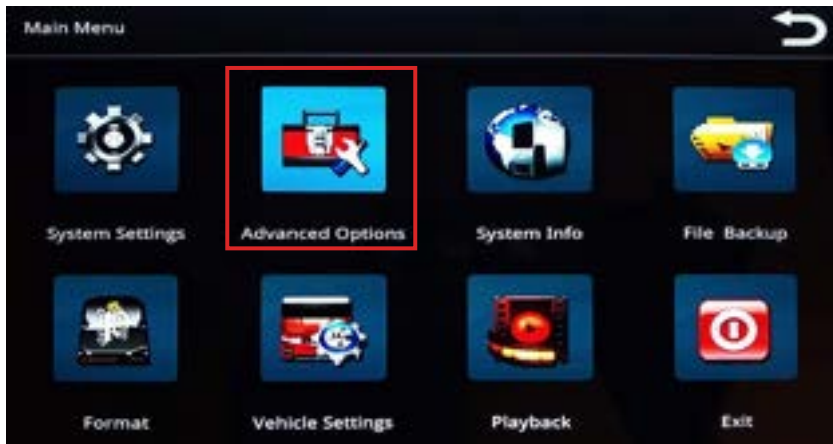 Main Menu
System Settings
Advanced Options
System Info
File Backup
Format
Vehicle Settings
Playback
Exit